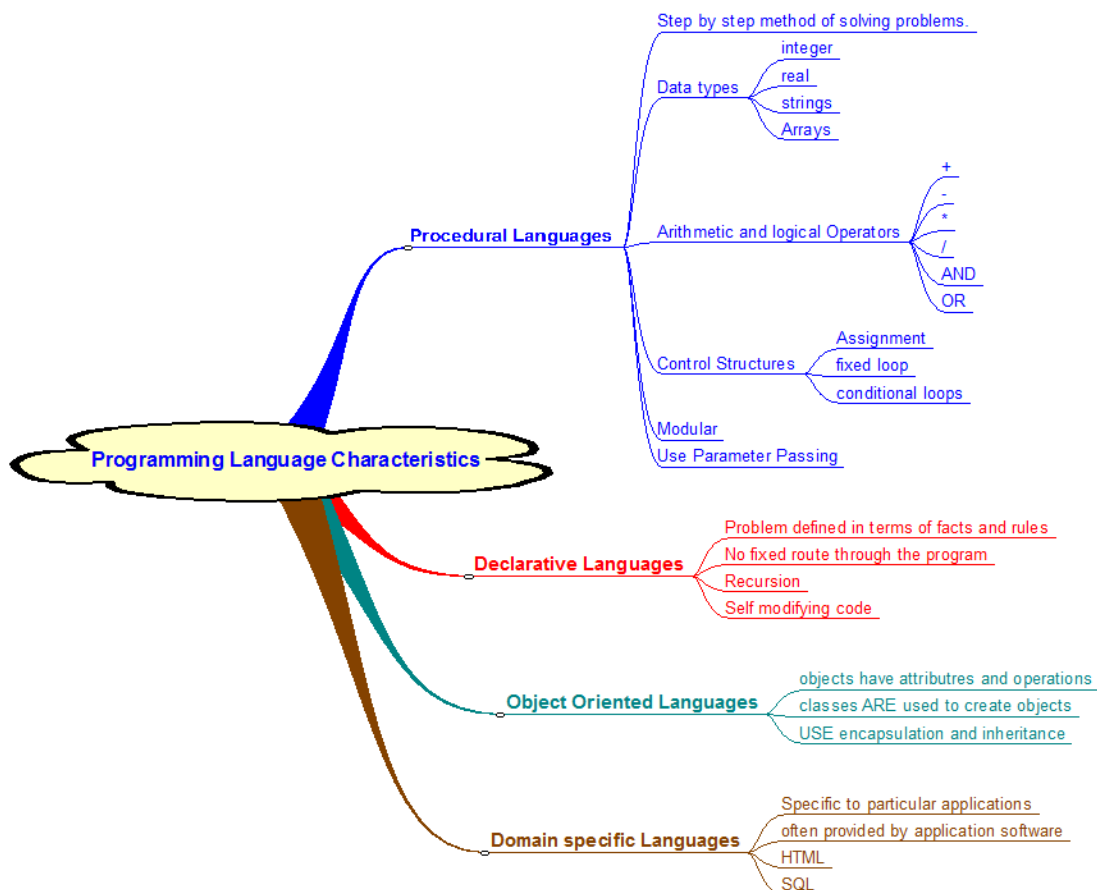 Step by step method of solving problems.
integer
real
Data types
strings
Arrays
+
-
*
Procedural Languages
Arithmetic and logical Operators
/
AND
OR
Assignment
Control Structures
fixed loop
conditional loops
Modular
Use Parameter Passing
Programming Language Characteristics
Problem defined in terms of facts and rules
No fixed route through the program
Declarative Languages
Recursion
Self modifying code
objects have attributres and operations
Object Oriented Languages
classes ARE used to create objects
USE encapsulation and inheritance
Specific to particular applications
often provided by application software
Domain specific Languages
HTML
SQL